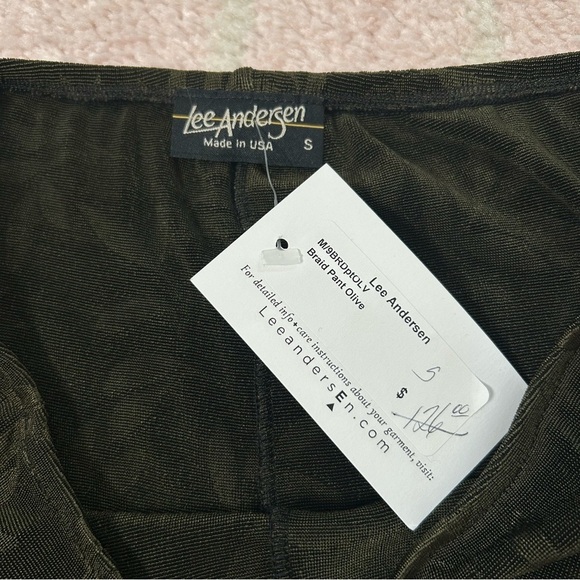 Lee Andersen
Made in USA S
Lee Andersen
M/9BRDptOLV
Braid Pant Olive
S
$ 126.00
For detailed info + care instructions about your garment, visit:
LeeandersEn.com